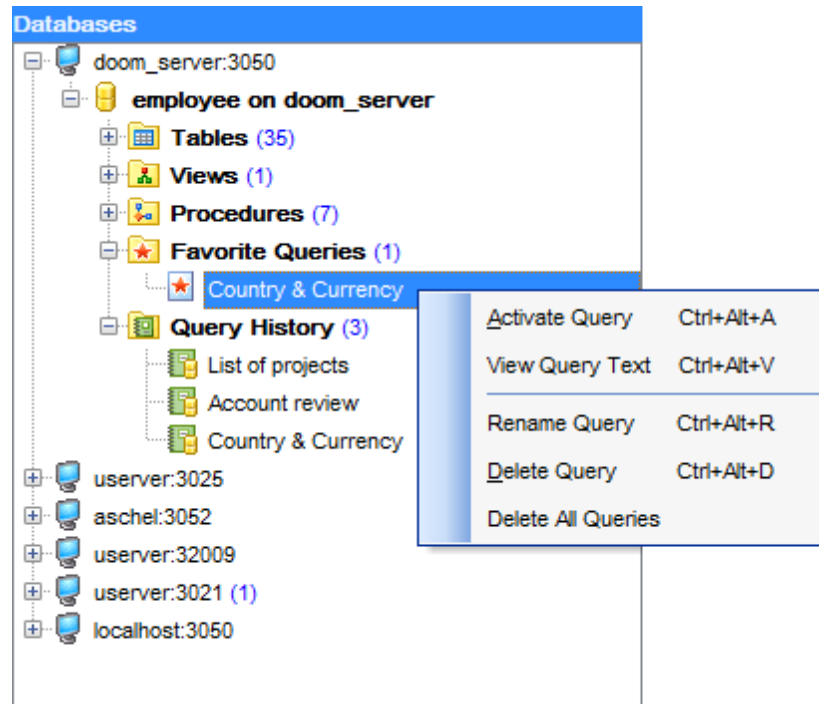 Databases
doom_server:3050
employee on doom_server
Tables (35)
Views (1)
Procedures (7)
Favorite Queries (1)
Country & Currency
Query History (3)
List of projects
Account review
Country & Currency
userver:3025
aschel:3052
userver:32009
userver:3021 (1)
localhost:3050
Activate Query Ctrl+Alt+A
View Query Text Ctrl+Alt+V
Rename Query Ctrl+Alt+R
Delete Query Ctrl+Alt+D
Delete All Queries